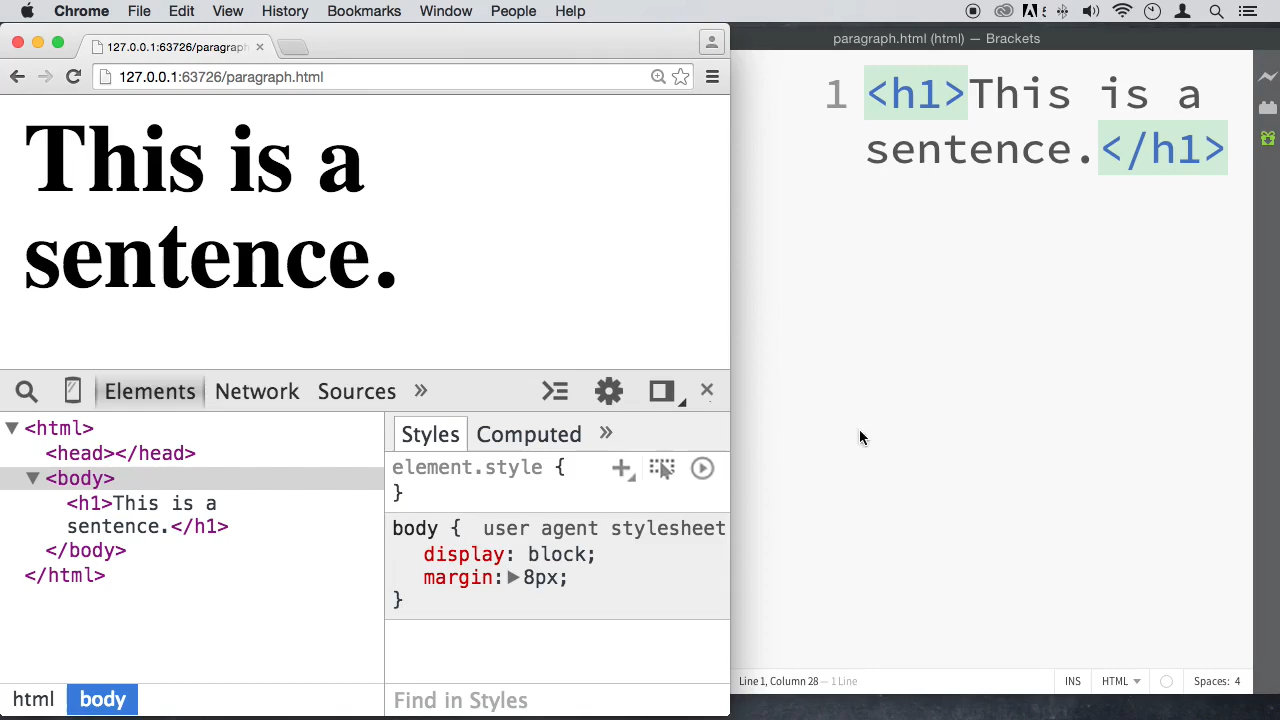 Chrome File Edit View History Bookmarks Window People Help
127.0.0.1:63726/paragraph
127.0.0.1:63726/paragraph.html
This is a
sentence.
Elements Network Sources »
<html>
<head></head>
<body>
<h1>This is a
sentence.</h1>
</body>
</html>
html body
Styles Computed »
element.style {
}
body { user agent stylesheet
display: block;
margin: 8px;
}
Find in Styles
paragraph.html (html) — Brackets
1 <h1>This is a
sentence.</h1>
Line 1, Column 28 — 1 Line INS HTML Spaces: 4